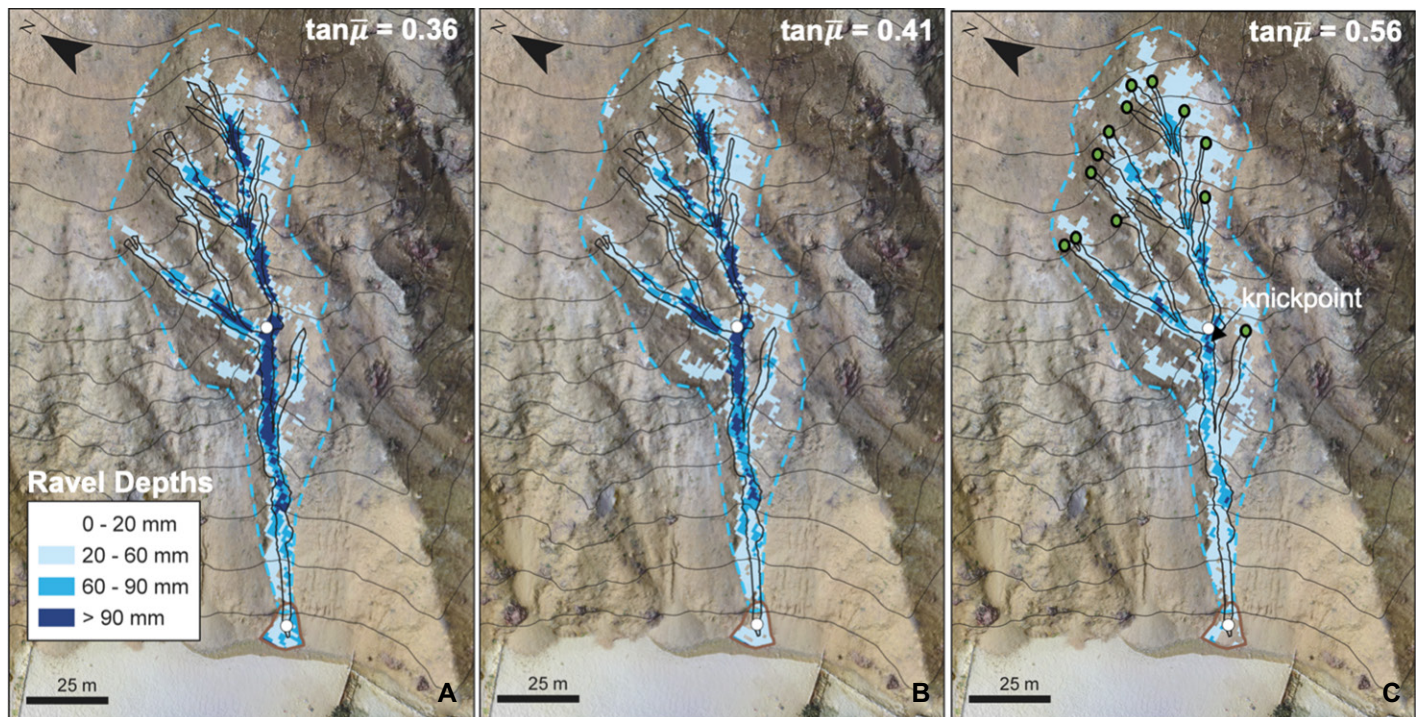 N
tanμ̅ = 0.36
N
tanμ̅ = 0.41
N
tanμ̅ = 0.56
knickpoint
Ravel Depths
0 - 20 mm
20 - 60 mm
60 - 90 mm
> 90 mm
25 m
A
25 m
B
25 m
C